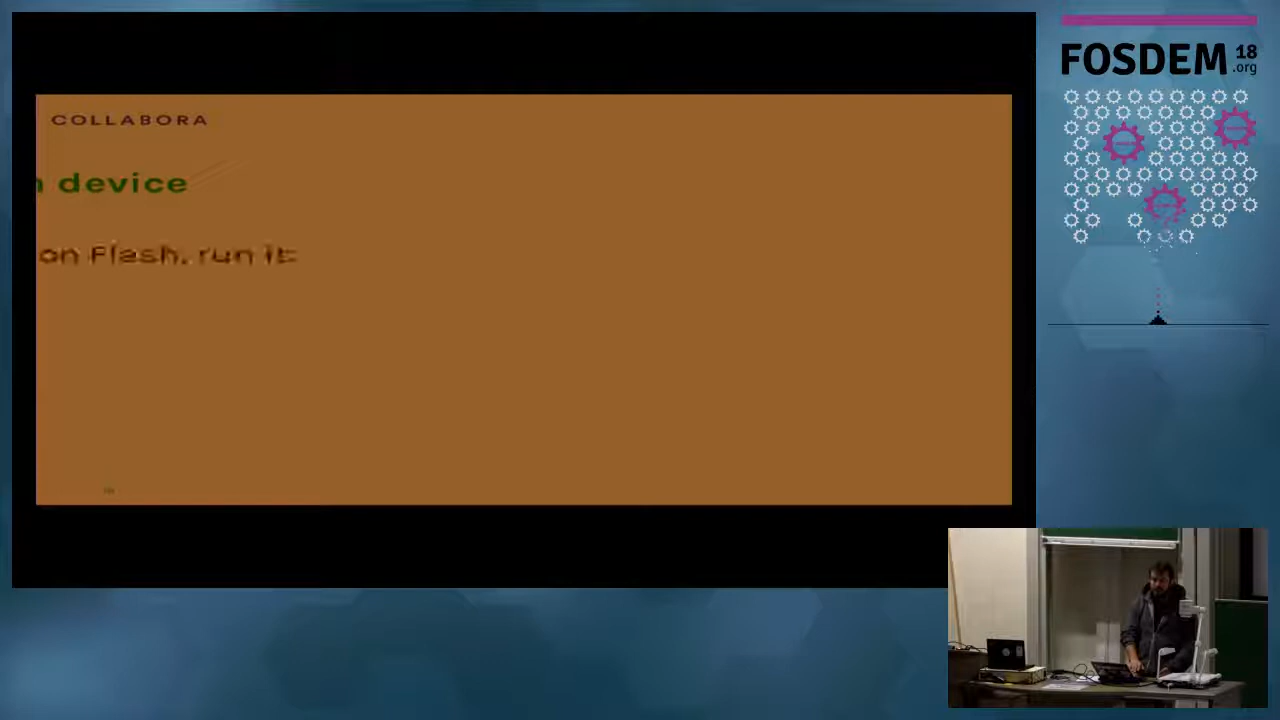 FOSDEM 18
.org
COLLABORA
device
on Flash, run it: